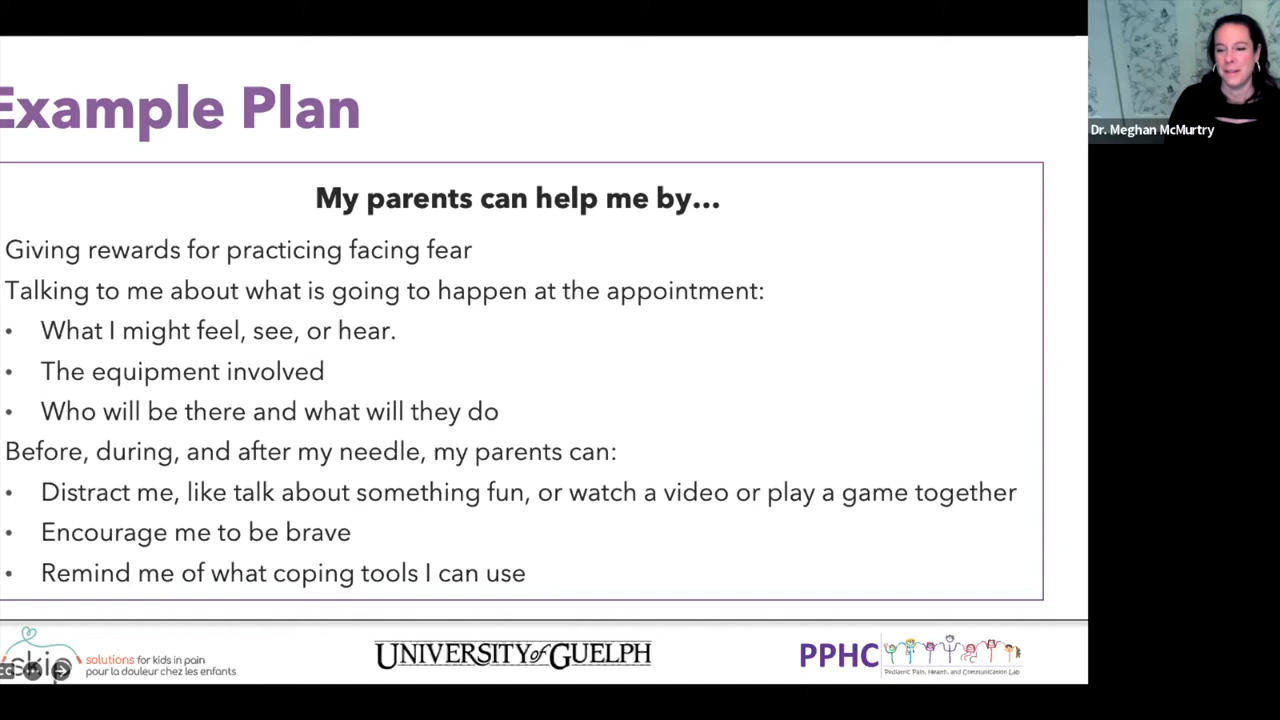 Example Plan
Dr. Meghan McMurtry
My parents can help me by...
Giving rewards for practicing facing fear
Talking to me about what is going to happen at the appointment:
• What I might feel, see, or hear.
• The equipment involved
• Who will be there and what will they do
Before, during, and after my needle, my parents can:
• Distract me, like talk about something fun, or watch a video or play a game together
• Encourage me to be brave
• Remind me of what coping tools I can use
skip
solutions for kids in pain
pour la douleur chez les enfants
UNIVERSITY of GUELPH
PPHC
Pediatric Pain, Health, and Communication Lab